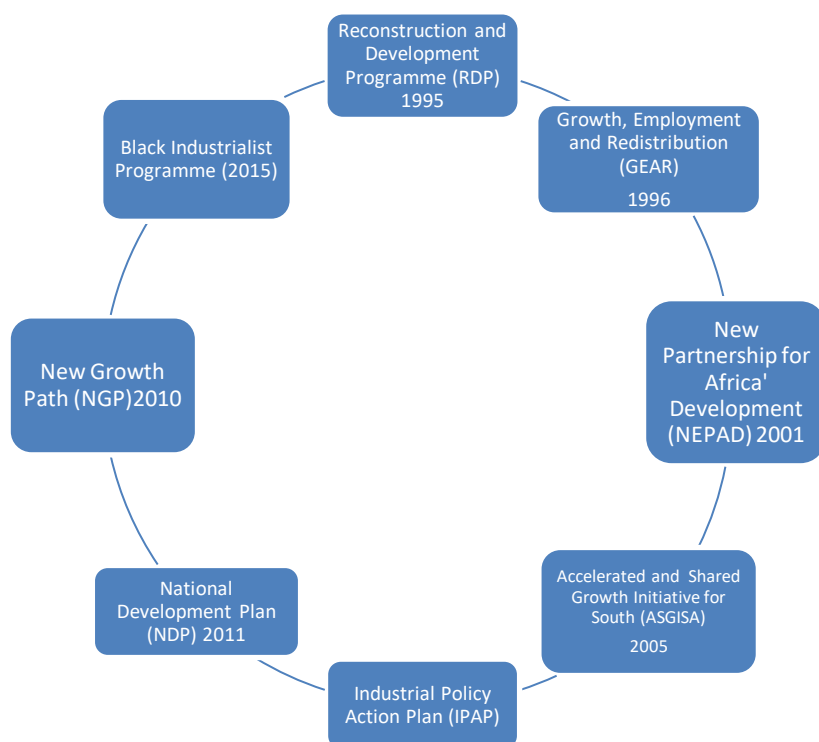 Reconstruction and
Development
Programme (RDP)
1995
Growth, Employment
and Redistribution
(GEAR)
1996
New
Partnership for
Africa'
Development
(NEPAD) 2001
Accelerated and Shared
Growth Initiative for
South (ASGISA)
2005
Industrial Policy
Action Plan (IPAP)
National
Development Plan
(NDP) 2011
New Growth
Path (NGP)2010
Black Industrialist
Programme (2015)